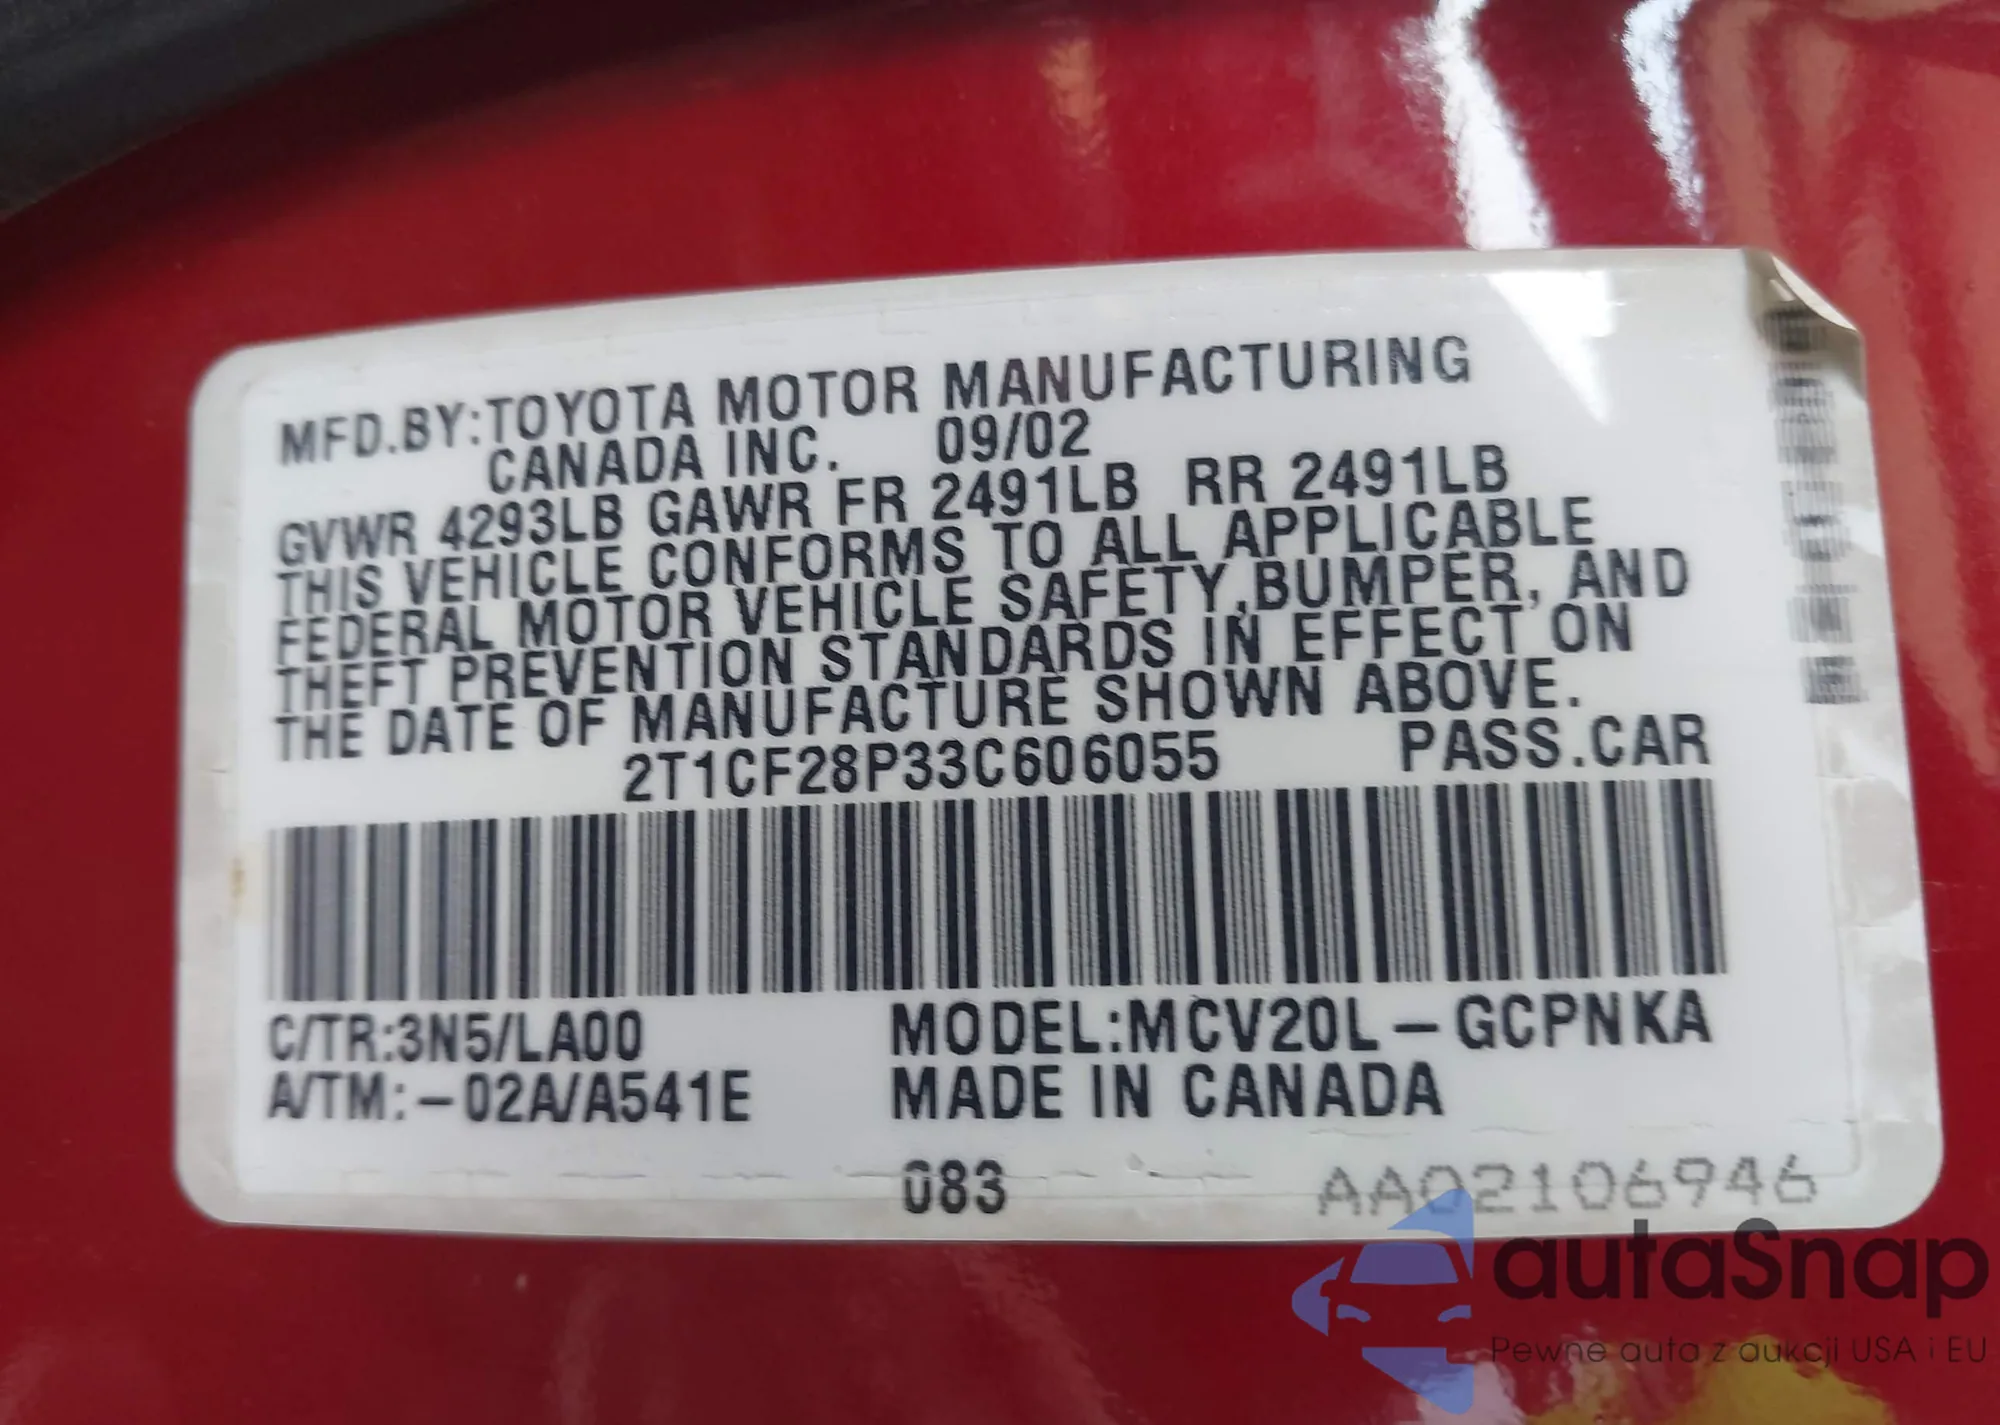 MFD.BY:TOYOTA MOTOR MANUFACTURING
CANADA INC. 09/02
GVWR 4293LB GAWR FR 2491LB RR 2491LB
THIS VEHICLE CONFORMS TO ALL APPLICABLE
FEDERAL MOTOR VEHICLE SAFETY,BUMPER, AND
THEFT PREVENTION STANDARDS IN EFFECT ON
THE DATE OF MANUFACTURE SHOWN ABOVE.
2T1CF28P33C606055 PASS.CAR
C/TR:3N5/LA00 MODEL:MCV20L-GCPNKA
A/TM:-02A/A541E MADE IN CANADA
083 AA02106946
autaSnap
Pewne auta z aukcji USA i EU